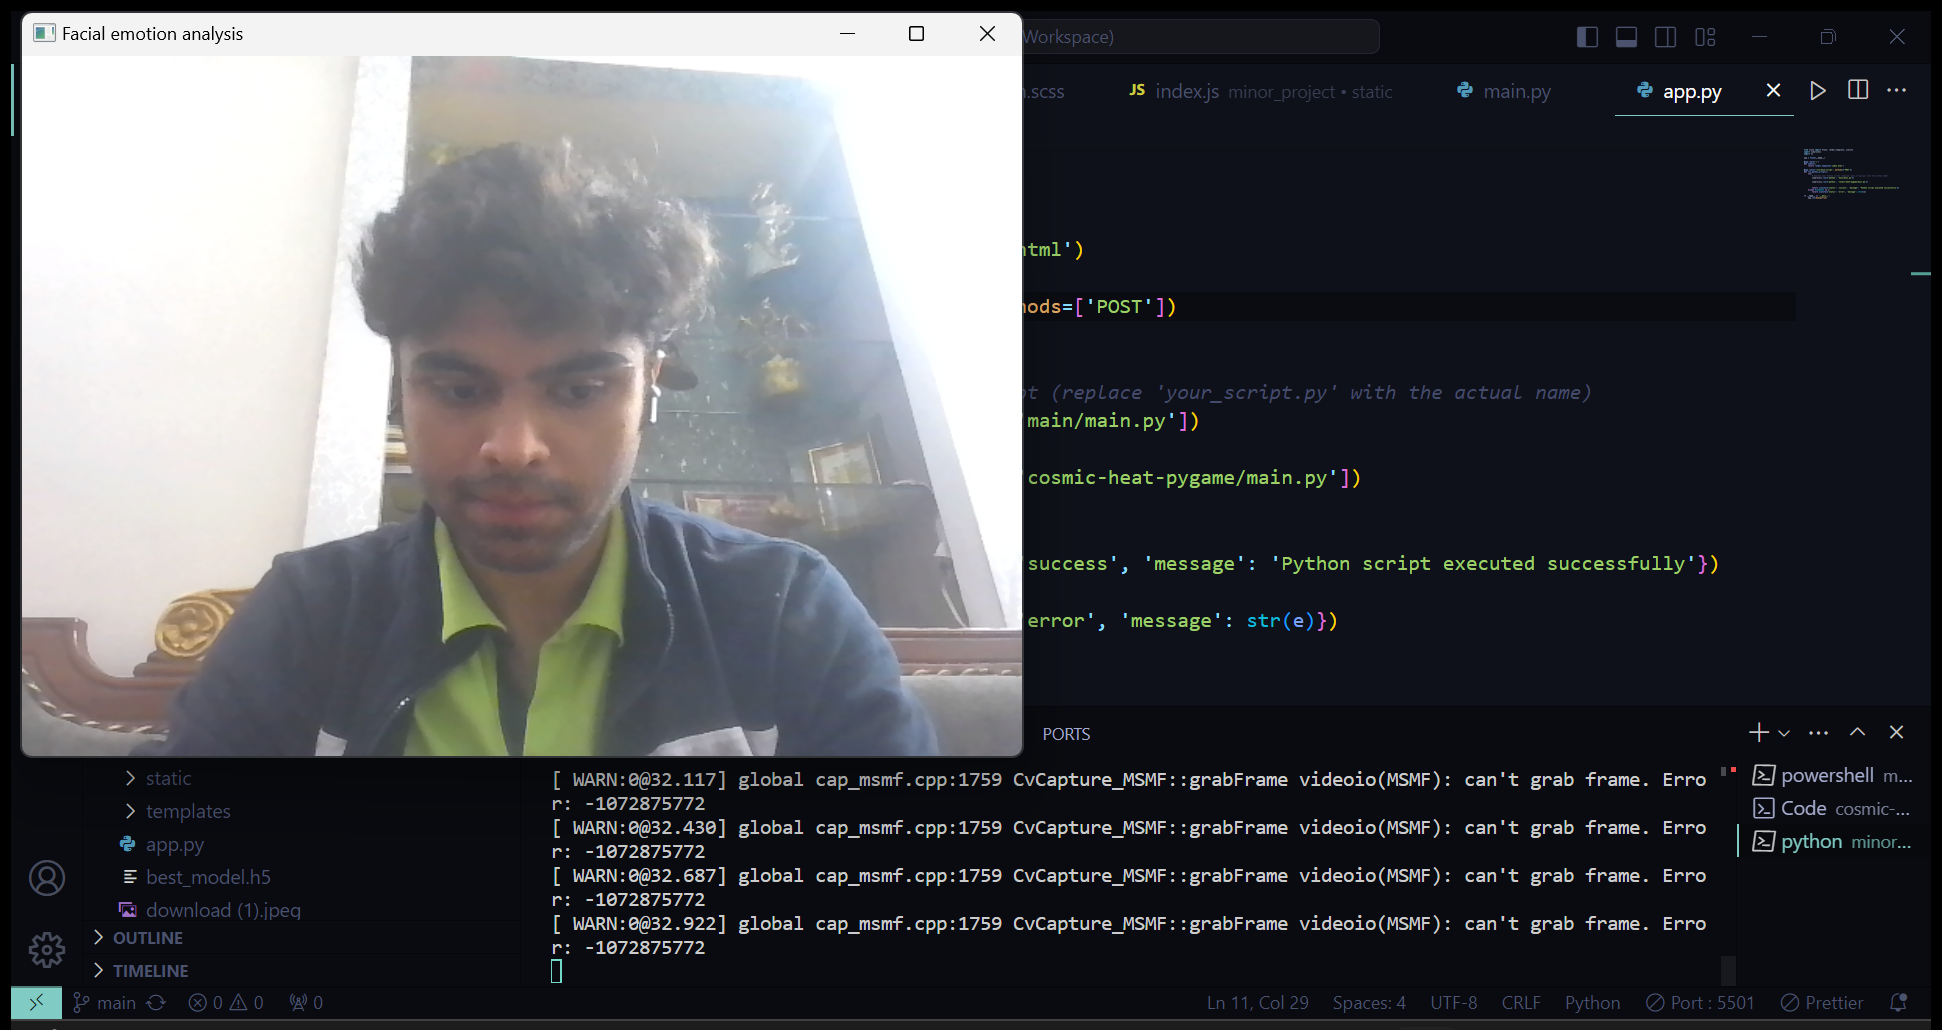 Facial emotion analysis
Workspace)
.scss
JS index.js minor_project • static
main.py
app.py
tml')
ods=['POST'])
t (replace 'your_script.py' with the actual name)
main/main.py'])
cosmic-heat-pygame/main.py'])
success', 'message': 'Python script executed successfully'})
error', 'message': str(e)})
PORTS
static
templates
app.py
best_model.h5
download (1).jpeg
OUTLINE
TIMELINE
[ WARN:0@32.117] global cap_msmf.cpp:1759 CvCapture_MSMF::grabFrame videoio(MSMF): can't grab frame. Erro
r: -1072875772
[ WARN:0@32.430] global cap_msmf.cpp:1759 CvCapture_MSMF::grabFrame videoio(MSMF): can't grab frame. Erro
r: -1072875772
[ WARN:0@32.687] global cap_msmf.cpp:1759 CvCapture_MSMF::grabFrame videoio(MSMF): can't grab frame. Erro
r: -1072875772
[ WARN:0@32.922] global cap_msmf.cpp:1759 CvCapture_MSMF::grabFrame videoio(MSMF): can't grab frame. Erro
r: -1072875772
powershell m...
Code cosmic-...
python minor...
main 0 0 0
Ln 11, Col 29 Spaces: 4 UTF-8 CRLF Python Port : 5501 Prettier